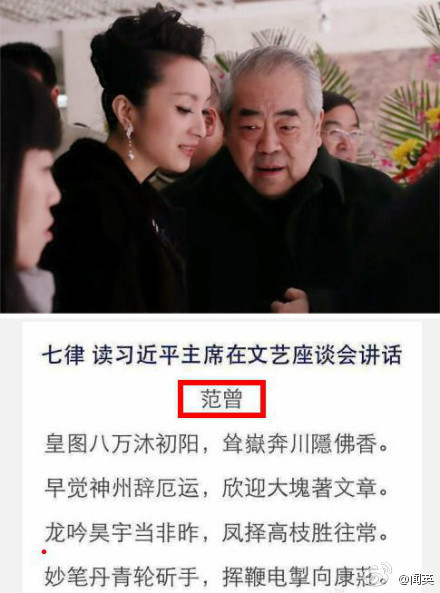 七律 读习近平主席在文艺座谈会讲话
范曾
皇图八万沐初阳，耸嶽奔川隱佛香。
早觉神州辞厄运，欣迎大塊著文章。
龙吟昊宇当非昨，凤择高枝胜往常。
妙笔丹青轮斫手，挥鞭电掣向康莊。
@闻英